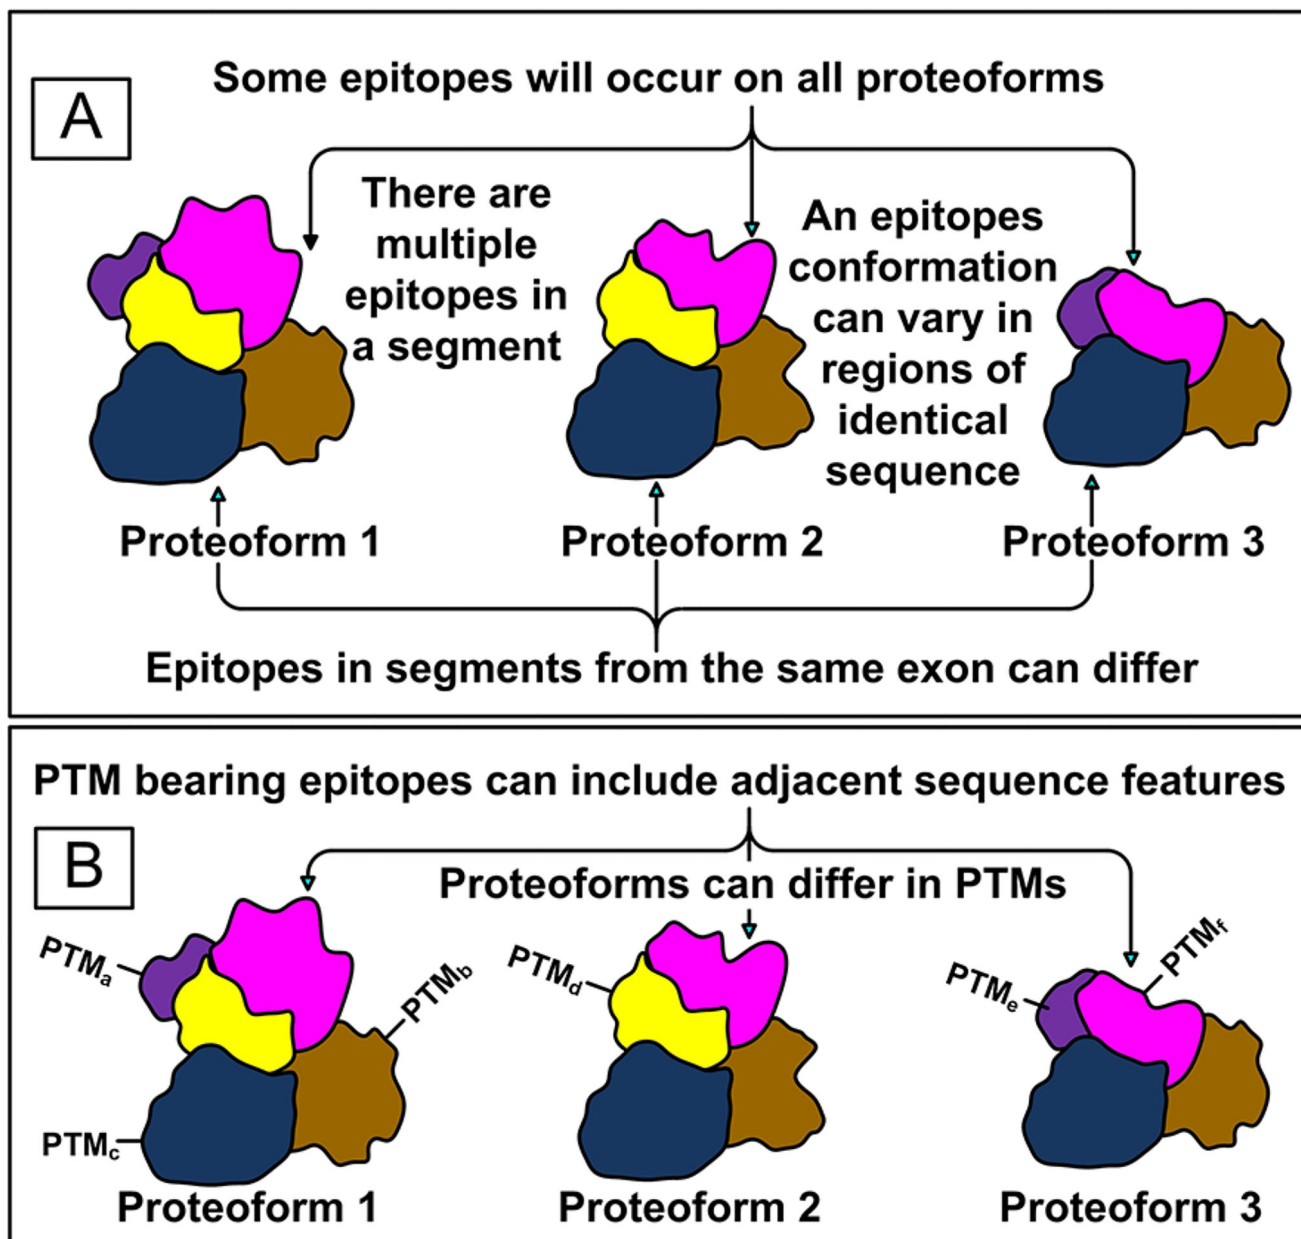 A
Some epitopes will occur on all proteoforms
There are
multiple
epitopes in
a segment
An epitopes
conformation
can vary in
regions of
identical
sequence
Proteoform 1
Proteoform 2
Proteoform 3
Epitopes in segments from the same exon can differ
PTM bearing epitopes can include adjacent sequence features
B
Proteoforms can differ in PTMs
PTMa
PTMb
PTMc
PTMd
PTMe
PTMf
Proteoform 1
Proteoform 2
Proteoform 3